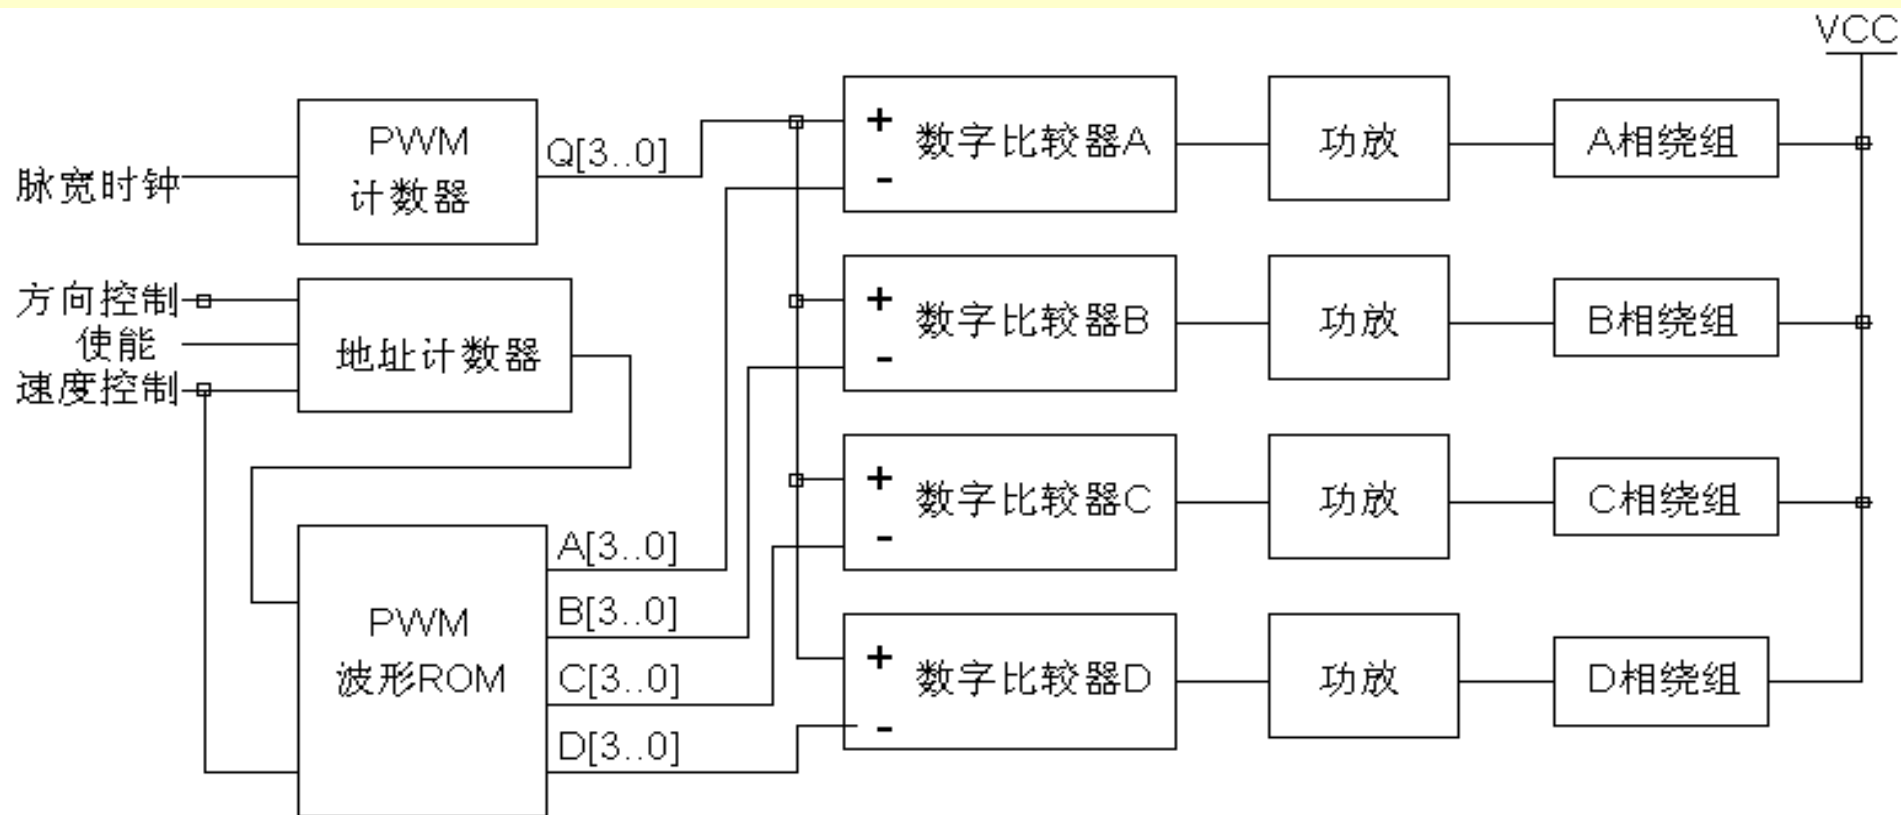 VCC
PWM
计数器
Q[3..0]
脉宽时钟
+
-
数字比较器A
功放
A相绕组
方向控制
使能
速度控制
地址计数器
+
-
数字比较器B
功放
B相绕组
+
-
数字比较器C
功放
C相绕组
PWM
波形ROM
A[3..0]
B[3..0]
C[3..0]
D[3..0]
+
-
数字比较器D
功放
D相绕组